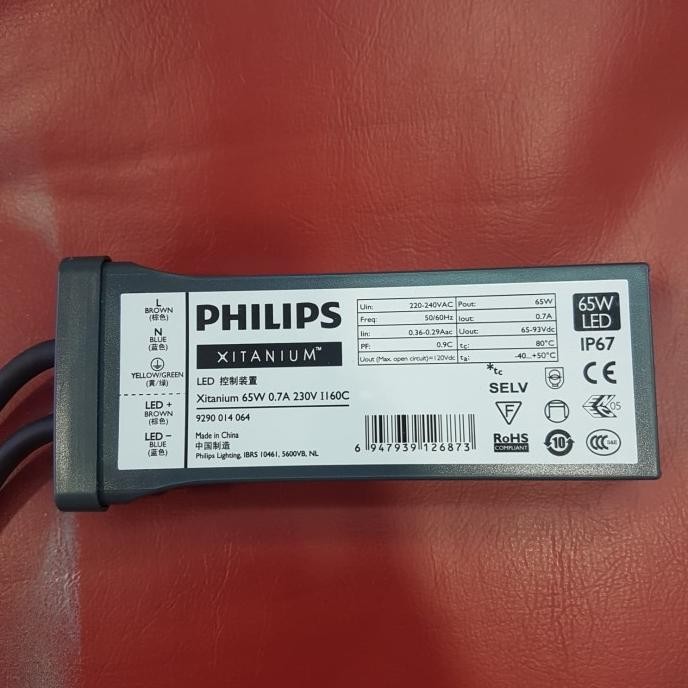 L
BROWN
(棕色)
N
BLUE
(蓝色)
YELLOW/GREEN
(黄/绿)
LED +
BROWN
(棕色)
LED –
BLUE
(蓝色)
PHILIPS
XITANIUM™
LED 控制装置
Xitanium 65W 0.7A 230V I160C
9290 014 064
Made in China
中国制造
Philips Lighting, IBRS 10461, 5600VB, NL
Uin: 220-240VAC Pout: 65W
Freq: 50/60Hz Iout: 0.7A
Iin: 0.36-0.29Aac Uout: 65-93Vdc
PF: 0.9C tc: 80°C
Uout (Max. open circuit)=120Vdc ta: -40...+50°C
6 947939 126873
*tc
SELV
F
RoHS
COMPLIANT
10
05
CCC S&E
65W
LED
IP67
CE